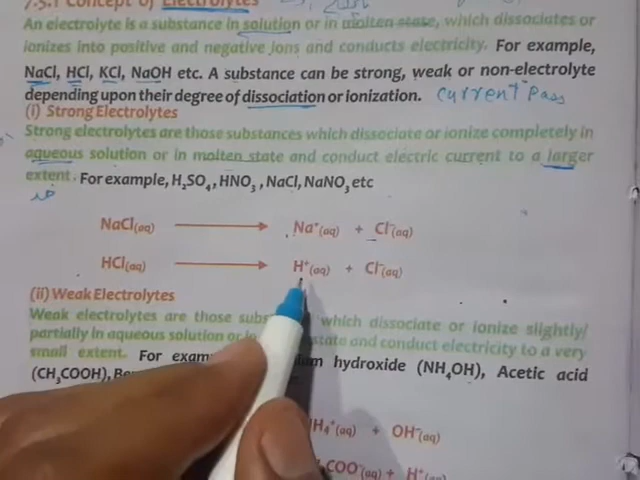 7.5.1 Concept of Electrolytes
An electrolyte is a substance in solution or in molten state, which dissociates or
ionizes into positive and negative ions and conducts electricity. For example,
NaCl, HCl, KCl, NaOH etc. A substance can be strong, weak or non-electrolyte
depending upon their degree of dissociation or ionization. Current Pass
(i) Strong Electrolytes
Strong electrolytes are those substances which dissociate or ionize completely in
aqueous solution or in molten state and conduct electric current to a larger
extent. For example, H₂SO₄, HNO₃ , NaCl, NaNO₃ etc
NaCl(aq) ⟶ Na⁺(aq) + Cl⁻(aq)
HCl(aq) ⟶ H⁺(aq) + Cl⁻(aq)
(ii) Weak Electrolytes
Weak electrolytes are those which dissociate or ionize slightly/
partially in aqueous solution or state and conduct electricity to a very
small extent. For hydroxide (NH₄OH), Acetic acid
(CH₃COOH),
H₄⁺(aq) + OH⁻(aq)
COO⁻(aq) + H⁺(aq)